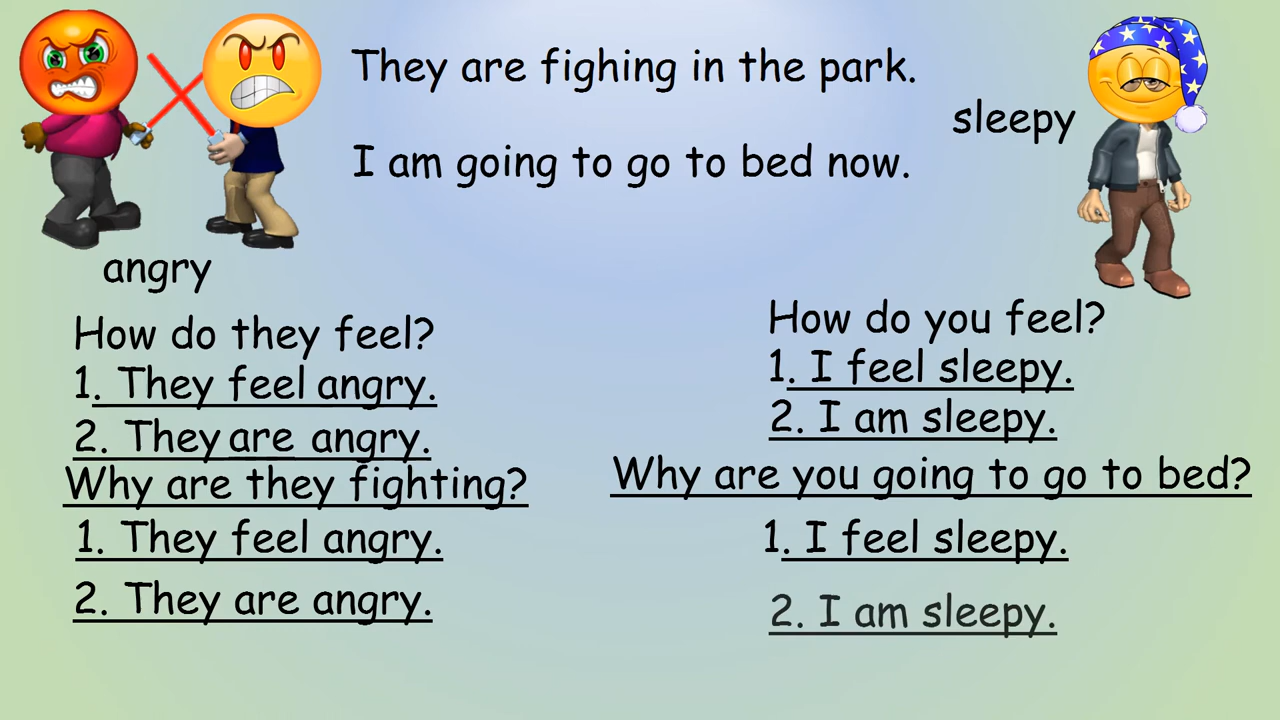 They are fighing in the park.
I am going to go to bed now.
sleepy
angry
How do they feel?
1. They feel angry.
2. They are angry.
Why are they fighting?
1. They feel angry.
2. They are angry.
How do you feel?
1. I feel sleepy.
2. I am sleepy.
Why are you going to go to bed?
1. I feel sleepy.
2. I am sleepy.